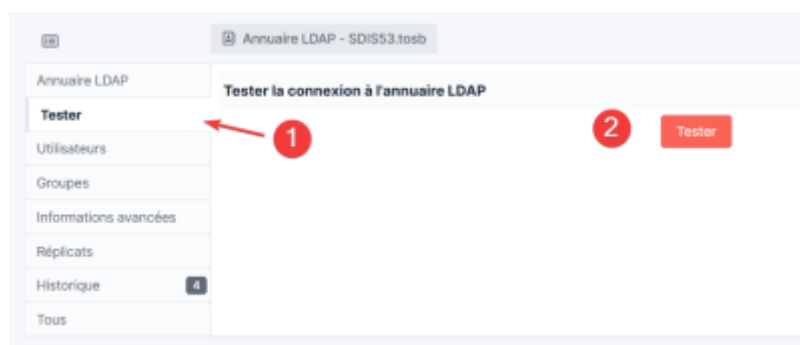 Annuaire LDAP - SDIS53.tosb
Annuaire LDAP
Tester
Utilisateurs
Groupes
Informations avancées
Réplicats
Historique 4
Tous
Tester la connexion à l'annuaire LDAP
1
2 Tester